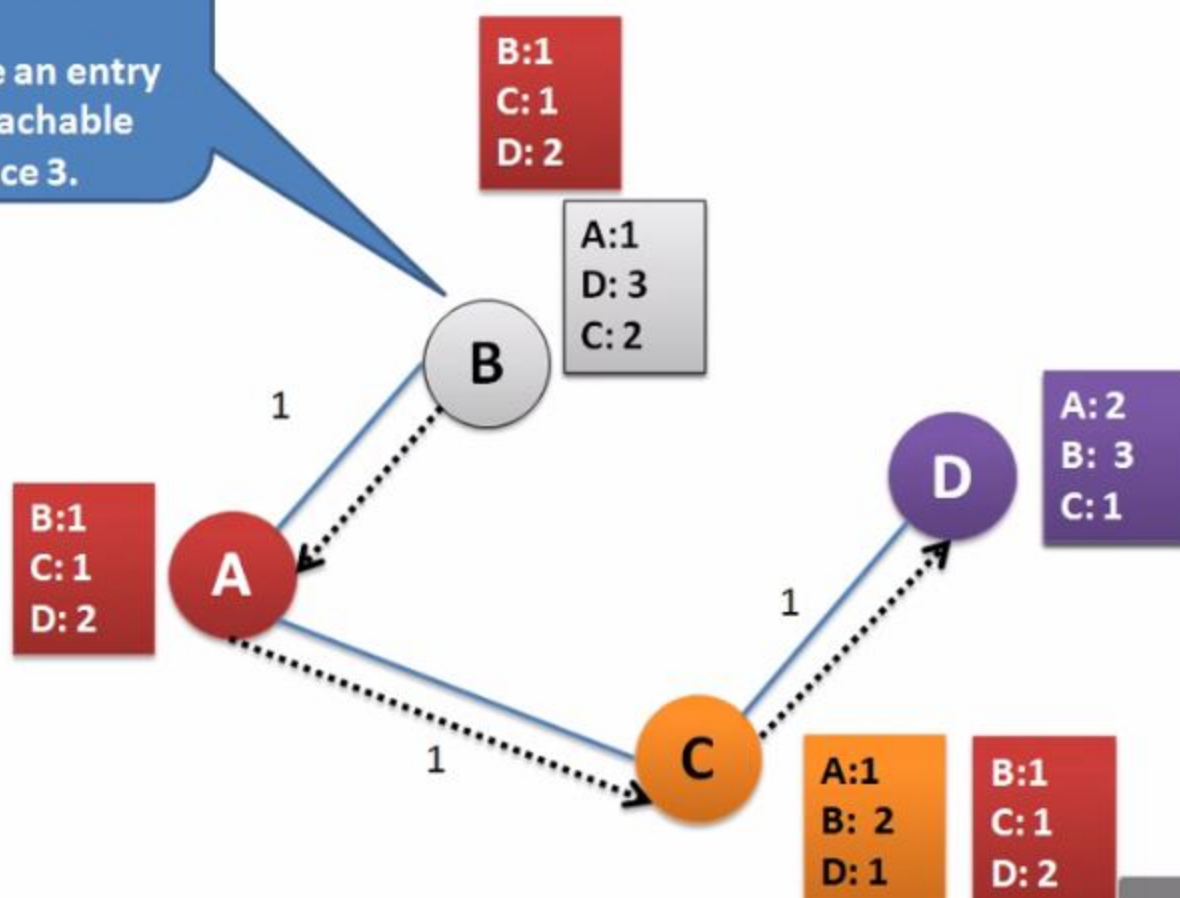 e an entry
achable
ce 3.
B:1
C: 1
D: 2
A:1
D: 3
C: 2
B
1
A: 2
B: 3
C: 1
D
B:1
C: 1
D: 2
A
1
1
C
A:1
B: 2
D: 1
B:1
C: 1
D: 2